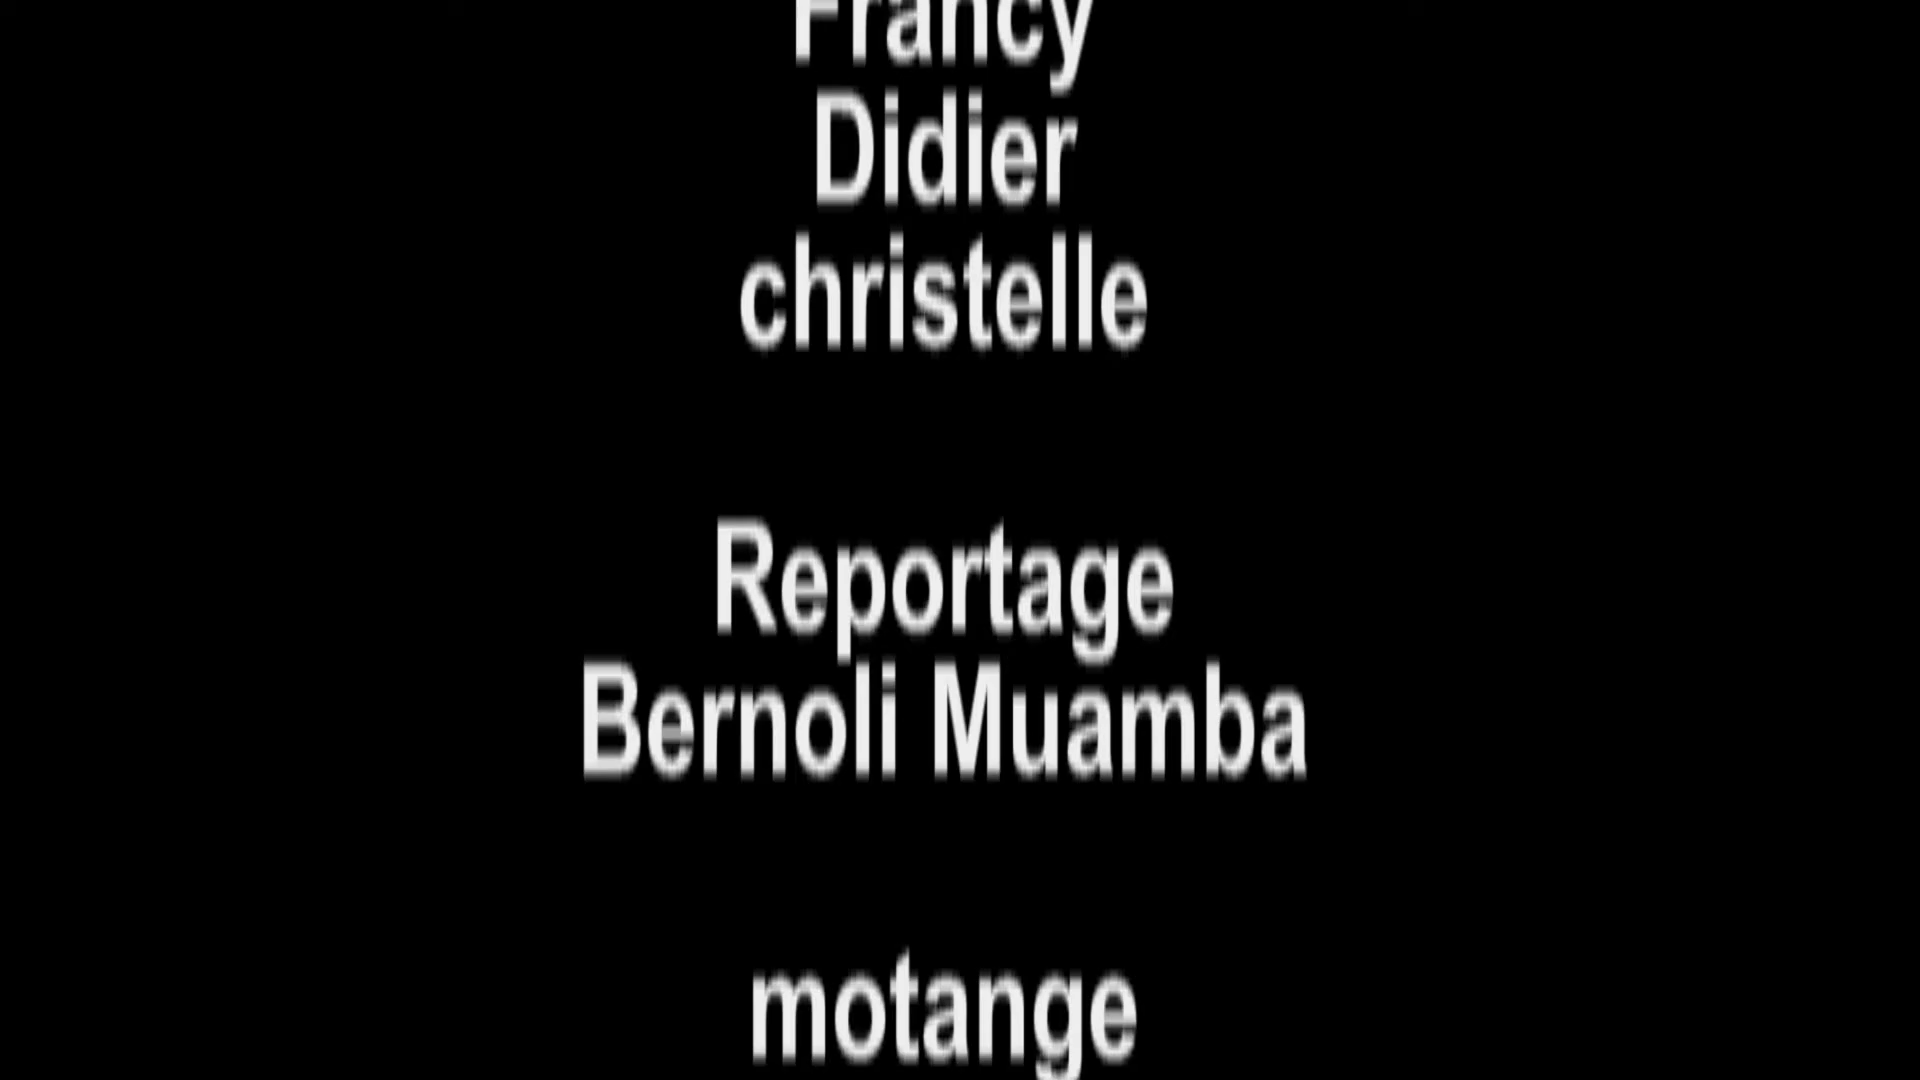 Francy
Didier
christelle
Reportage
Bernoli Muamba
motange